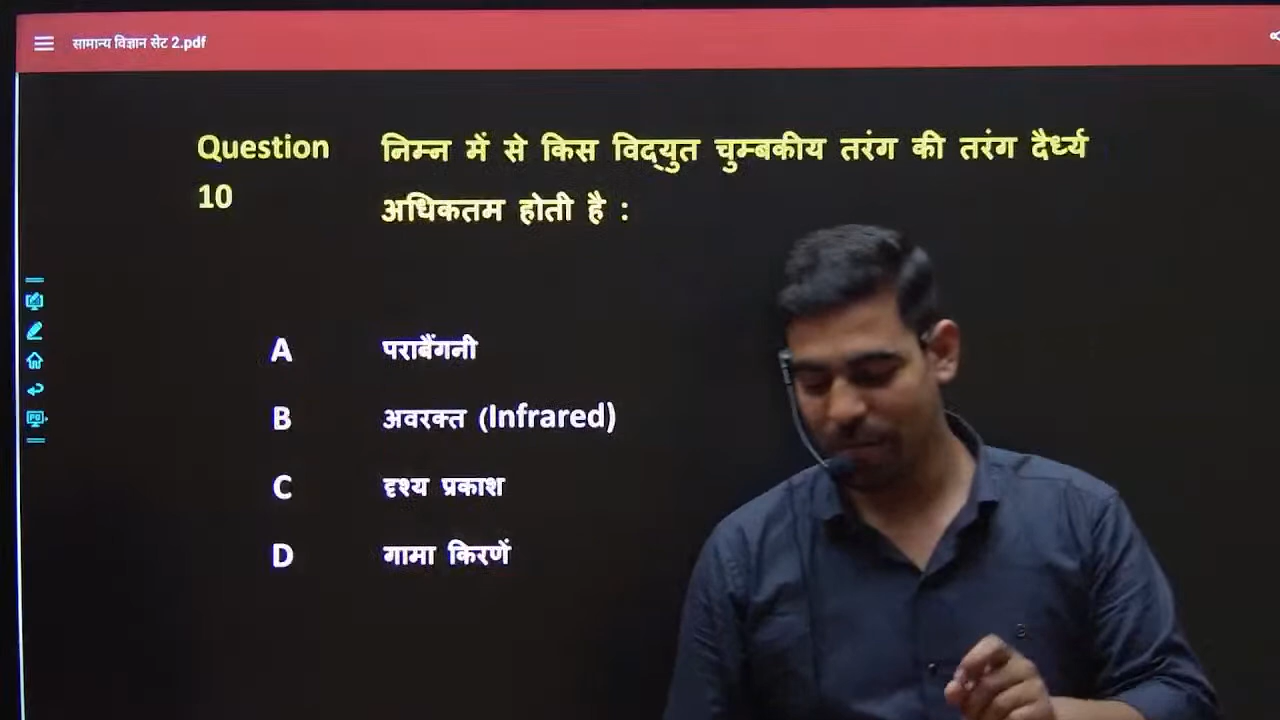 सामान्य विज्ञान सेट 2.pdf
Question 10 निम्न में से किस विद्युत चुम्बकीय तरंग की तरंग दैर्ध्य
अधिकतम होती है :
A पराबैंगनी
B अवरक्त (Infrared)
C दृश्य प्रकाश
D गामा किरणें